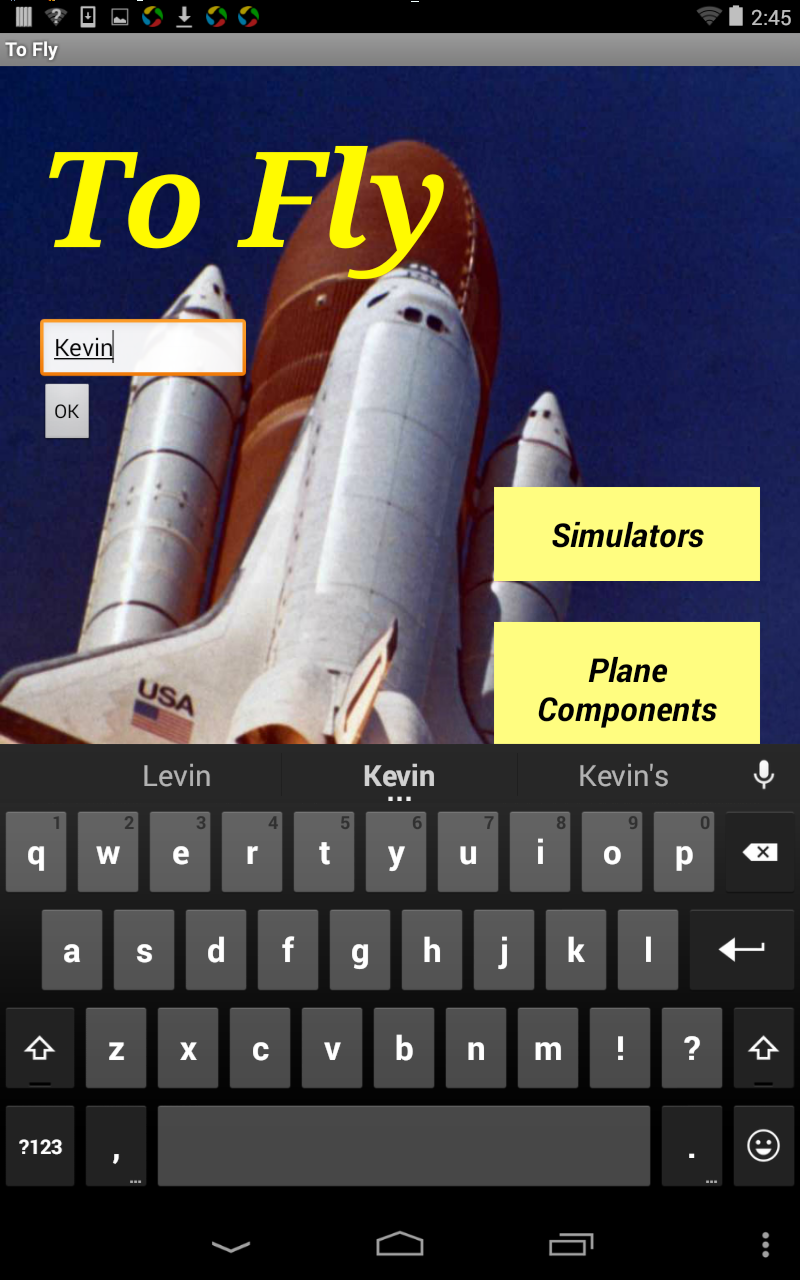 2:45
To Fly
To Fly
Kevin
OK
Simulators
Plane
Components
USA
Levin Kevin Kevin's
1 2 3 4 5 6 7 8 9 0
q w e r t y u i o p
a s d f g h j k l
z x c v b n m ! ?
?123 , .